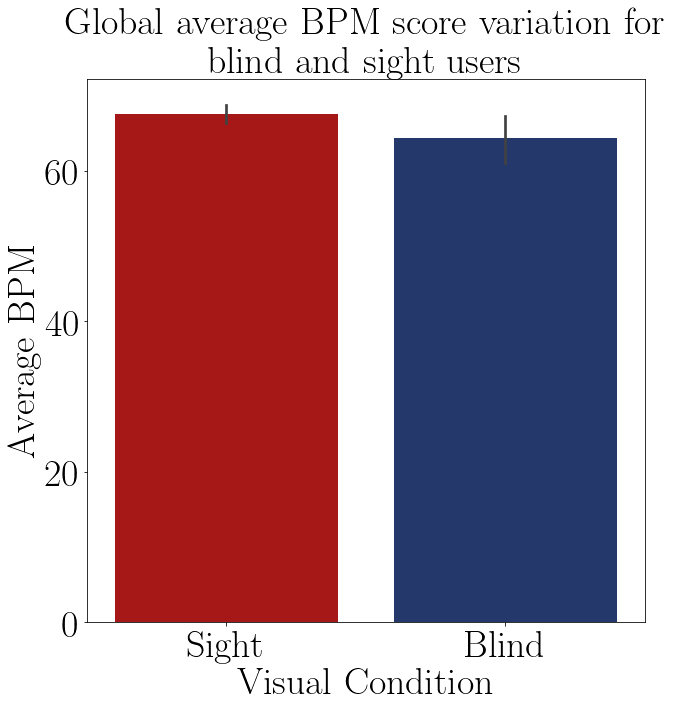 Global average BPM score variation for
blind and sight users
Average BPM
60
40
20
0
Sight
Blind
Visual Condition